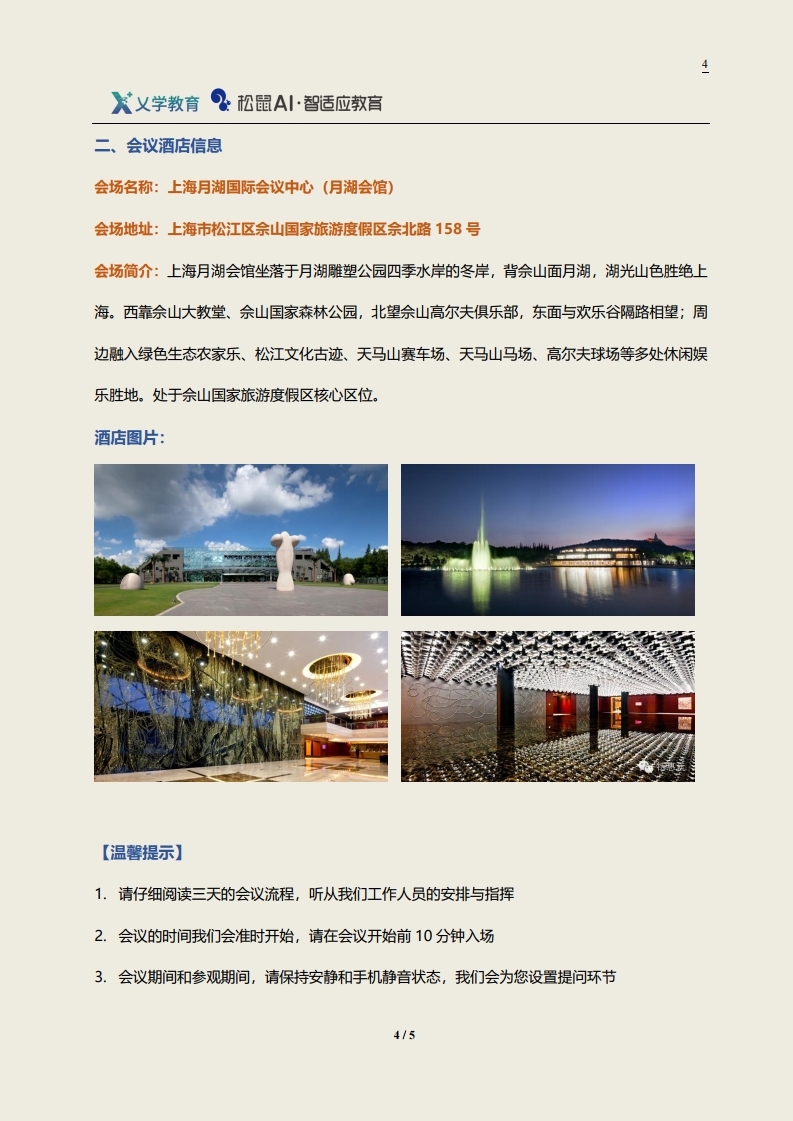 4
乂学教育 松鼠AI·智适应教育
二、会议酒店信息
会场名称：上海月湖国际会议中心（月湖会馆）
会场地址：上海市松江区佘山国家旅游度假区佘北路 158 号
会场简介：上海月湖会馆坐落于月湖雕塑公园四季水岸的冬岸，背佘山面月湖，湖光山色胜绝上
海。西靠佘山大教堂、佘山国家森林公园，北望佘山高尔夫俱乐部，东面与欢乐谷隔路相望；周
边融入绿色生态农家乐、松江文化古迹、天马山赛车场、天马山马场、高尔夫球场等多处休闲娱
乐胜地。处于佘山国家旅游度假区核心区位。
酒店图片：
【温馨提示】
1. 请仔细阅读三天的会议流程，听从我们工作人员的安排与指挥
2. 会议的时间我们会准时开始，请在会议开始前 10 分钟入场
3. 会议期间和参观期间，请保持安静和手机静音状态，我们会为您设置提问环节
4 / 5